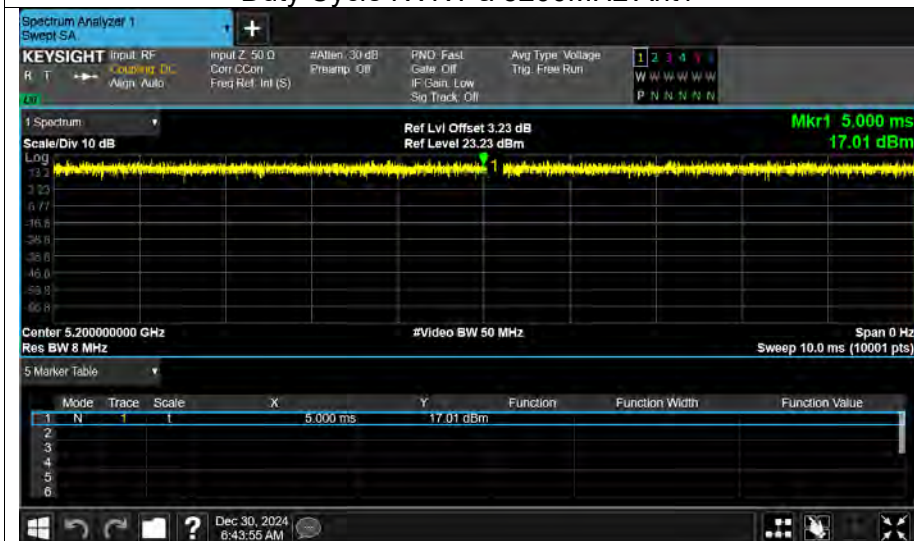 Spectrum Analyzer 1
Swept SA
+
KEYSIGHT Input: RF Input Z: 50 Ω #Atten: 30 dB PNO: Fast Avg Type: Voltage 1 2 3 4 5 6
R T Coupling: DC Corr CCorr Preamp: Off Gate: Off Trig: Free Run W W W W W W
Align: Auto Freq Ref: Int (S) IF Gain: Low
Sig Track: Off P N N N N N
1 Spectrum Ref Lvl Offset 3.23 dB Mkr1 5.000 ms
Scale/Div 10 dB Ref Level 23.23 dBm 17.01 dBm
Log
13.2
1
3.23
-6.77
-16.8
-26.8
-36.8
-46.8
-56.8
-66.8
Center 5.200000000 GHz #Video BW 50 MHz Span 0 Hz
Res BW 8 MHz Sweep 10.0 ms (10001 pts)
5 Marker Table
Mode Trace Scale X Y Function Function Width Function Value
1 N 1 t 5.000 ms 17.01 dBm
2
3
4
5
6
? Dec 30, 2024
6:43:55 AM